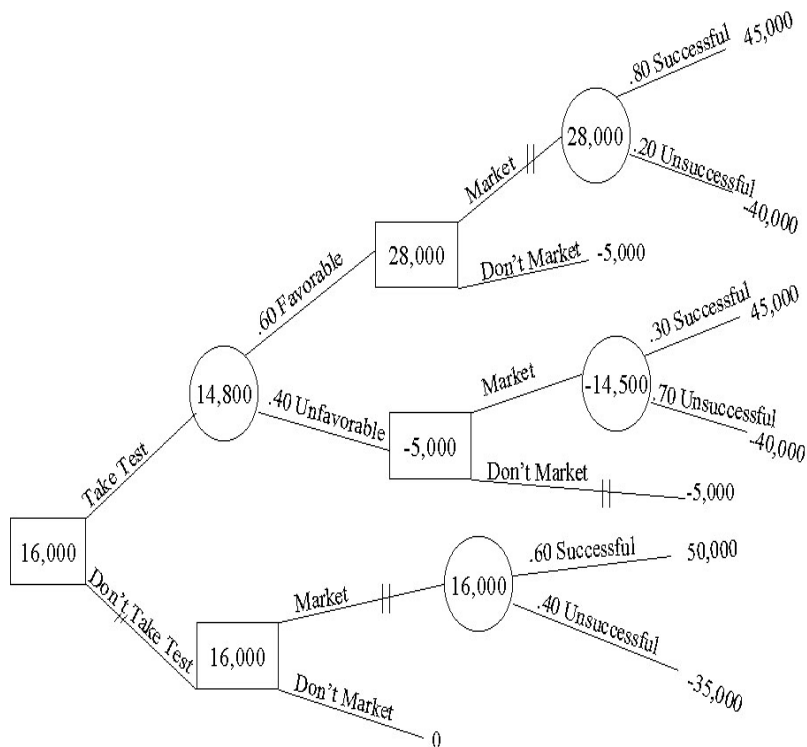 .80 Successful
45,000
28,000
.20 Unsuccessful
-40,000
Market
28,000
Don't Market
-5,000
.60 Favorable
14,800
.40 Unfavorable
.30 Successful
45,000
Market
-14,500
.70 Unsuccessful
-40,000
-5,000
Don't Market
-5,000
Take Test
16,000
Don't Take Test
.60 Successful
50,000
Market
16,000
.40 Unsuccessful
-35,000
16,000
Don't Market
0